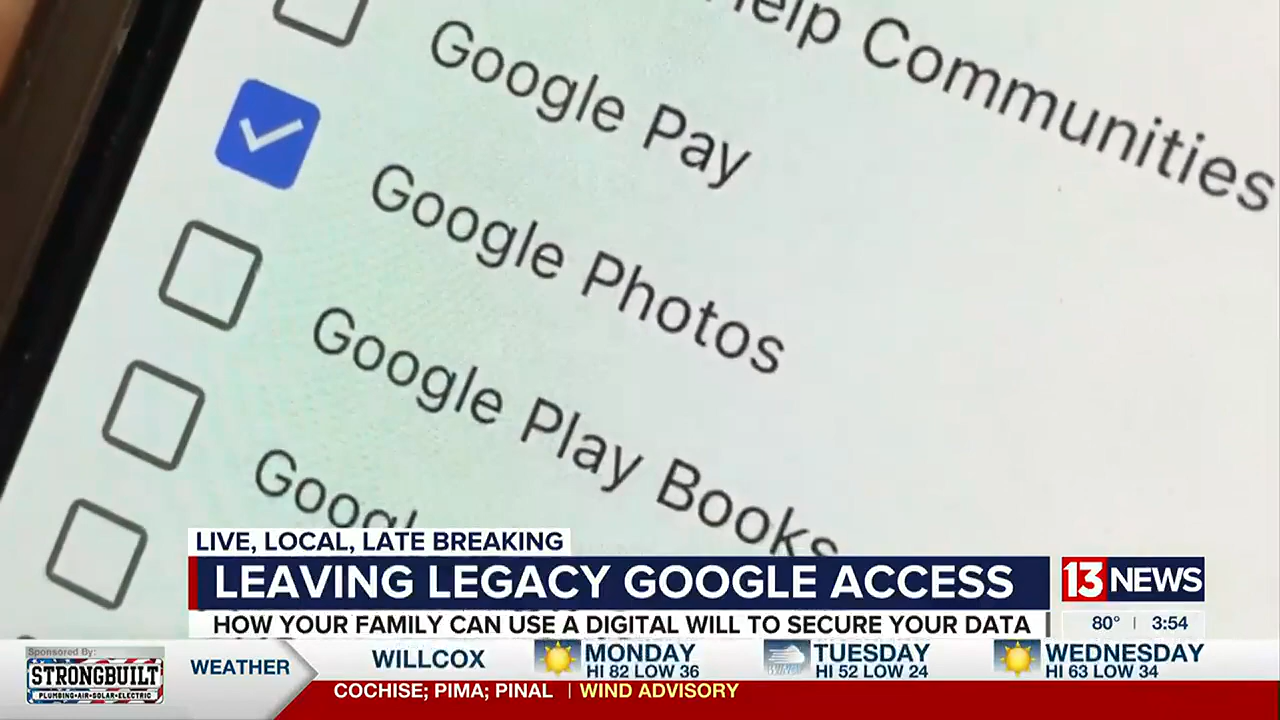 Help Communities
Google Pay
Google Photos
Google Play Books
LIVE, LOCAL, LATE BREAKING
LEAVING LEGACY GOOGLE ACCESS
HOW YOUR FAMILY CAN USE A DIGITAL WILL TO SECURE YOUR DATA
13 NEWS
80° | 3:54
Sponsored By:
STRONGBUILT
PLUMBING•AIR•SOLAR•ELECTRIC
WEATHER
WILLCOX
MONDAY
HI 82 LOW 36
WIND
TUESDAY
HI 52 LOW 24
WEDNESDAY
HI 63 LOW 34
COCHISE; PIMA; PINAL | WIND ADVISORY